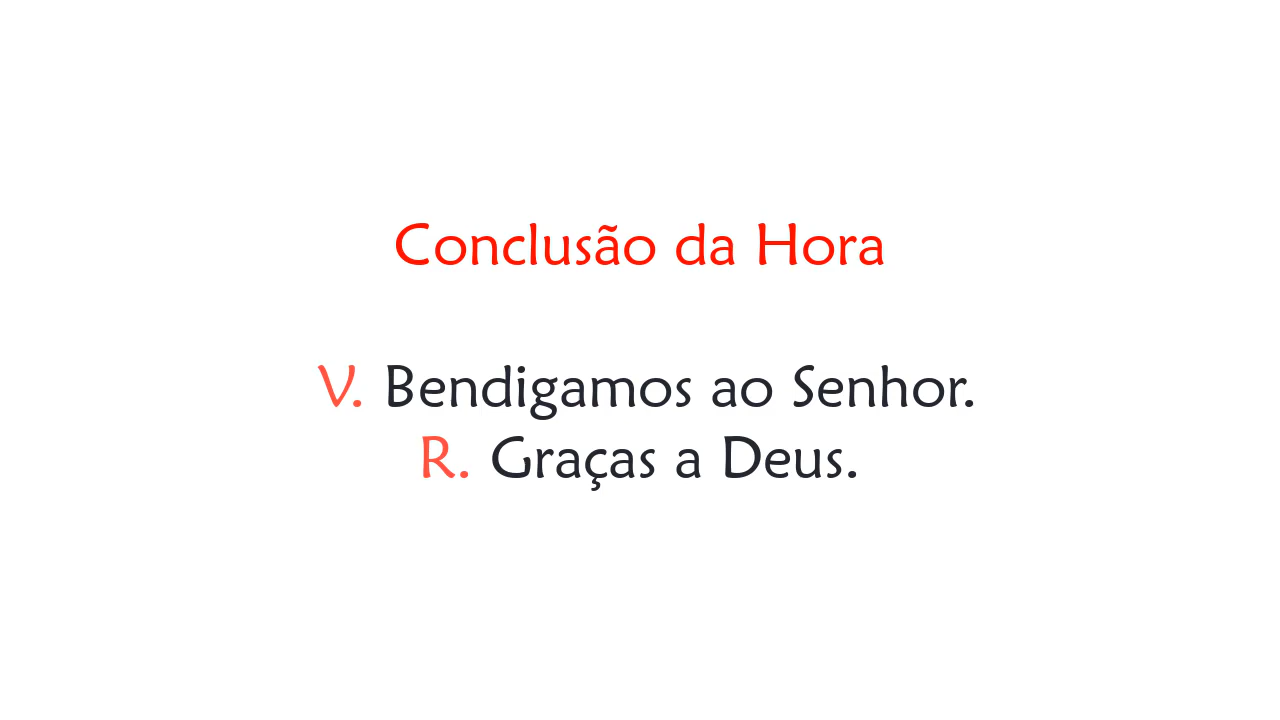 Conclusão da Hora
V. Bendigamos ao Senhor.
R. Graças a Deus.